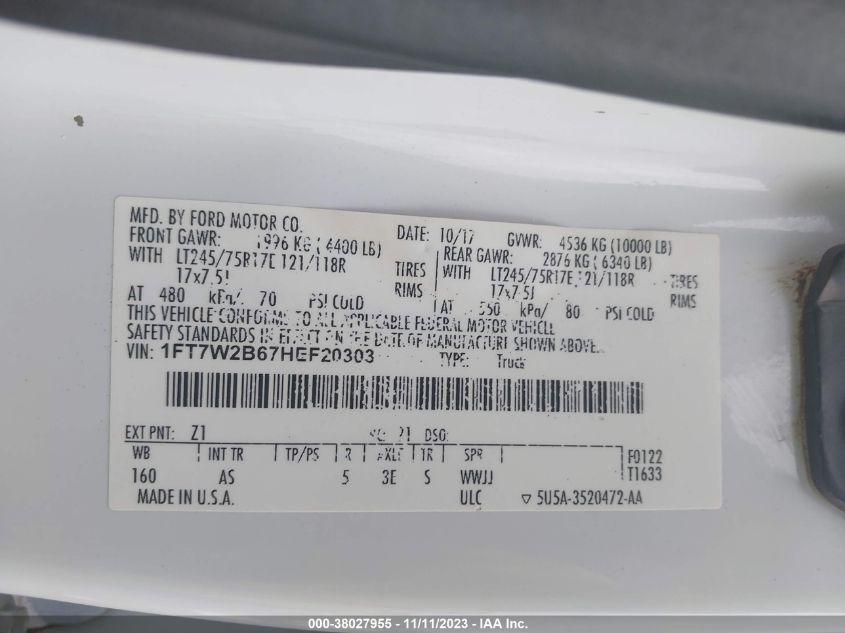 MFD. BY FORD MOTOR CO.
DATE: 10/17 GVWR: 4536 KG (10000 LB)
FRONT GAWR: 1996 KG (4400 LB)
REAR GAWR: 2876 KG (6340 LB)
WITH LT245/75R17E 121/118R TIRES
WITH LT245/75R17E 121/118R TIRES
17x7.5J RIMS
17x7.5J RIMS
AT 480 kPa/ 70 PSI COLD
AT 550 kPa/ 80 PSI COLD
THIS VEHICLE CONFORMS TO ALL APPLICABLE FEDERAL MOTOR VEHICLE
SAFETY STANDARDS IN EFFECT ON THE DATE OF MANUFACTURE SHOWN ABOVE.
VIN: 1FT7W2B67HEF20303 TYPE: Truck
EXT PNT: Z1 21 DSO:
WB INT TR TP/PS R AXLE TR SPR F0122
160 AS 5 3E S WWJJ T1633
MADE IN U.S.A. ULC ▽ 5U5A-3520472-AA
000-38027955 - 11/11/2023 - IAA Inc.